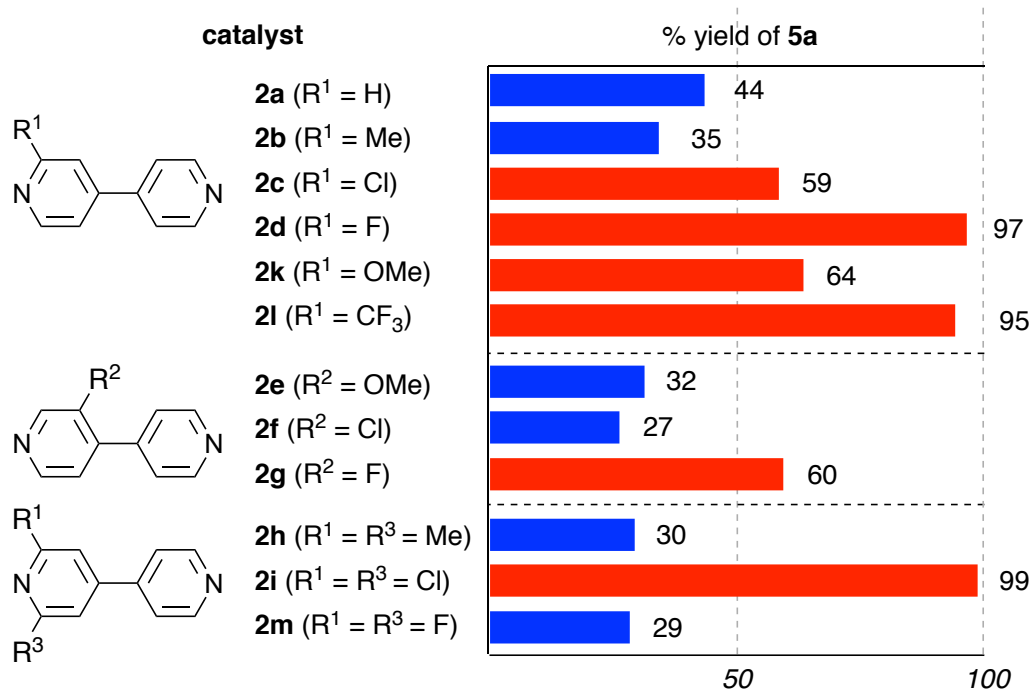 catalyst % yield of 5a
2a (R¹ = H) 44
2b (R¹ = Me) 35
2c (R¹ = Cl) 59
2d (R¹ = F) 97
2k (R¹ = OMe) 64
2l (R¹ = CF₃) 95
R¹
N N
2e (R² = OMe) 32
2f (R² = Cl) 27
2g (R² = F) 60
R²
N N
2h (R¹ = R³ = Me) 30
2i (R¹ = R³ = Cl) 99
2m (R¹ = R³ = F) 29
R¹
N N
R³
50 100